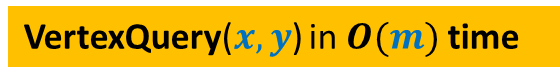 VertexQuery(x, y) in O(m) time